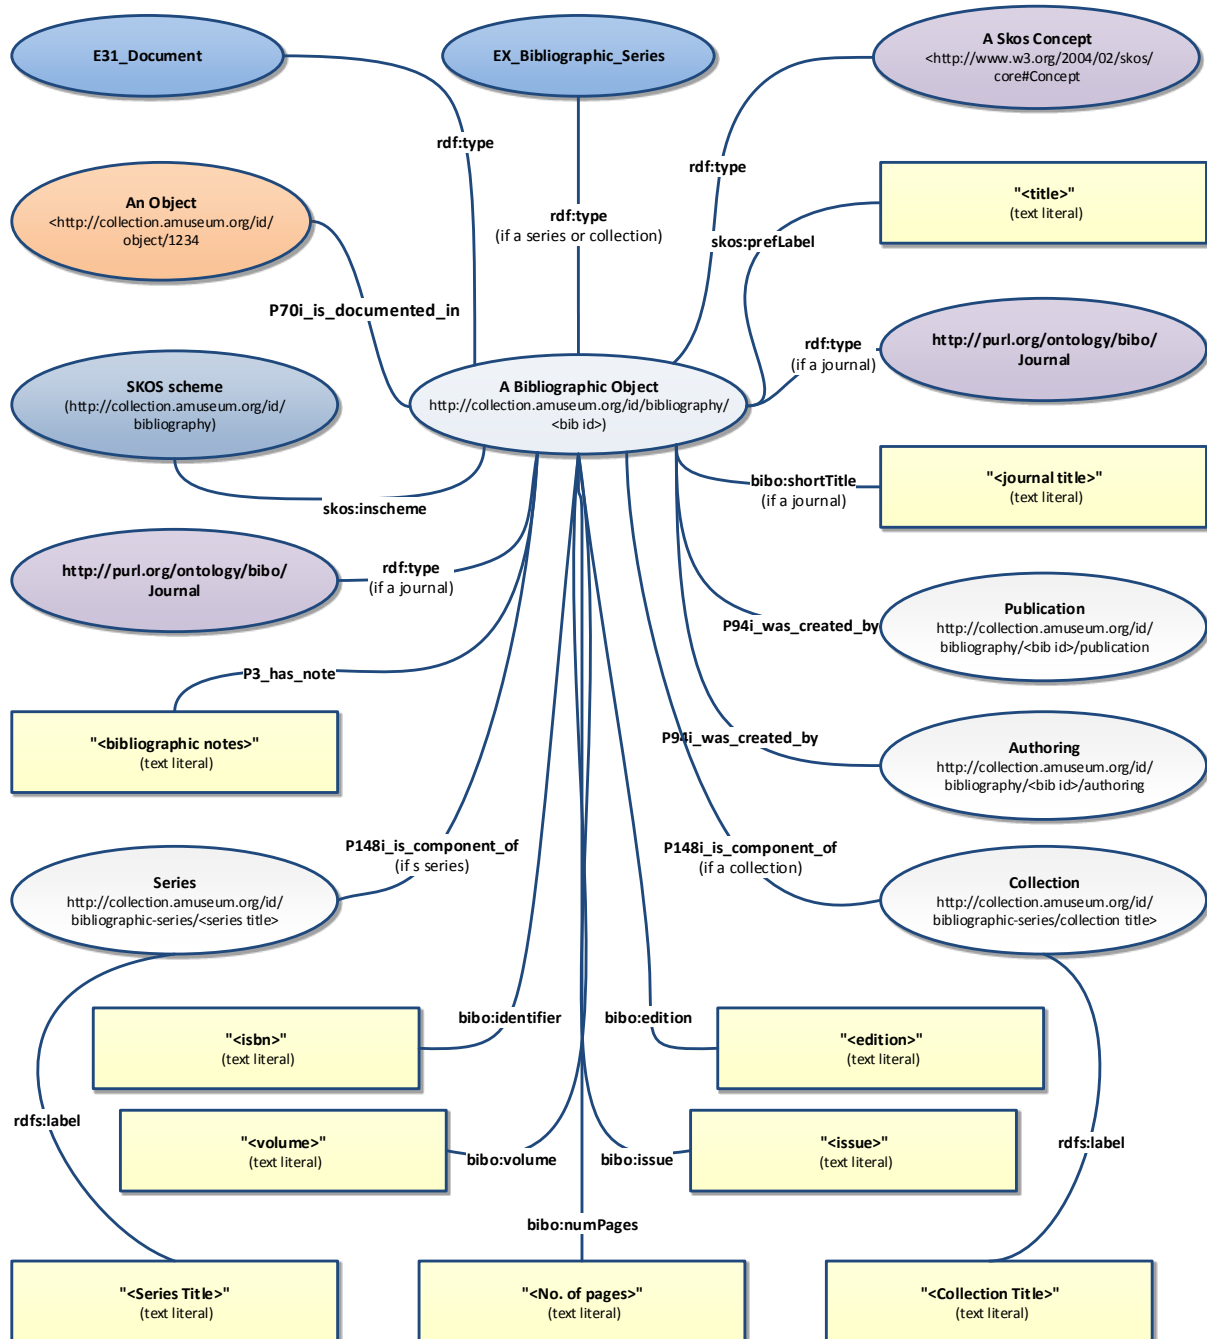 E31_Document
EX_Bibliographic_Series
A Skos Concept
<http://www.w3.org/2004/02/skos/
core#Concept
rdf:type
rdf:type
An Object
<http://collection.amuseum.org/id/
object/1234
"<title>"
(text literal)
rdf:type
(if a series or collection)
skos:prefLabel
P70i_is_documented_in
rdf:type
(if a journal)
http://purl.org/ontology/bibo/
Journal
SKOS scheme
(http://collection.amuseum.org/id/
bibliography)
A Bibliographic Object
http://collection.amuseum.org/id/bibliography/
<bib id>)
skos:inscheme
bibo:shortTitle
(if a journal)
"<journal title>"
(text literal)
http://purl.org/ontology/bibo/
Journal
rdf:type
(if a journal)
P94i_was_created_by
Publication
http://collection.amuseum.org/id/
bibliography/<bib id>/publication
P3_has_note
"<bibliographic notes>"
(text literal)
P94i_was_created_by
Authoring
http://collection.amuseum.org/id/
bibliography/<bib id>/authoring
P148i_is_component_of
(if s series)
P148i_is_component_of
(if a collection)
Series
http://collection.amuseum.org/id/
bibliographic-series/<series title>
Collection
http://collection.amuseum.org/id/
bibliographic-series/collection title>
bibo:identifier
bibo:edition
"<isbn>"
(text literal)
"<edition>"
(text literal)
rdfs:label
rdfs:label
"<volume>"
(text literal)
bibo:volume
bibo:issue
"<issue>"
(text literal)
bibo:numPages
"<Series Title>"
(text literal)
"<No. of pages>"
(text literal)
"<Collection Title>"
(text literal)